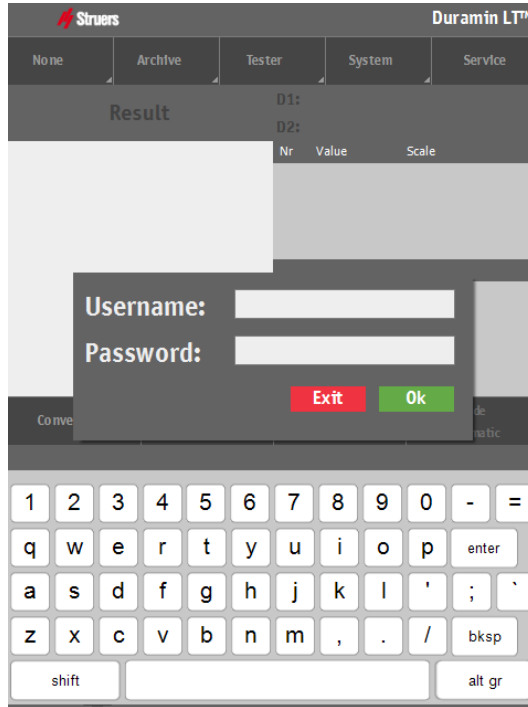 Struers Duramin LT™
None Archive Tester System Service
Result
D1:
D2:
Nr Value Scale
Username:
Password:
Exit Ok
1 2 3 4 5 6 7 8 9 0 - =
q w e r t y u i o p enter
a s d f g h j k l ' ; `
z x c v b n m , . / bksp
shift alt gr